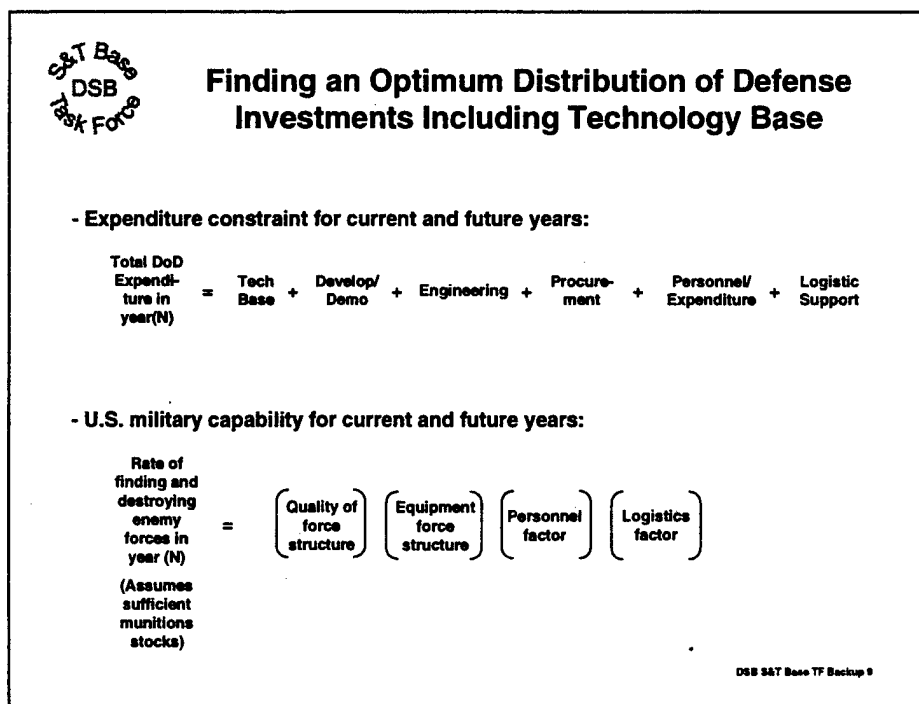 S&T Base
DSB
Task Force
Finding an Optimum Distribution of Defense
Investments Including Technology Base
- Expenditure constraint for current and future years:
Total DoD
Expendi-
ture in
year(N)
=
Tech
Base
+
Develop/
Demo
+
Engineering
+
Procure-
ment
+
Personnel/
Expenditure
+
Logistic
Support
- U.S. military capability for current and future years:
Rate of
finding and
destroying
enemy
forces in
year (N)
(Assumes
sufficient
munitions
stocks)
=
(Quality of
force
structure)
(Equipment
force
structure)
(Personnel
factor)
(Logistics
factor)
DSB S&T Base TF Backup 9